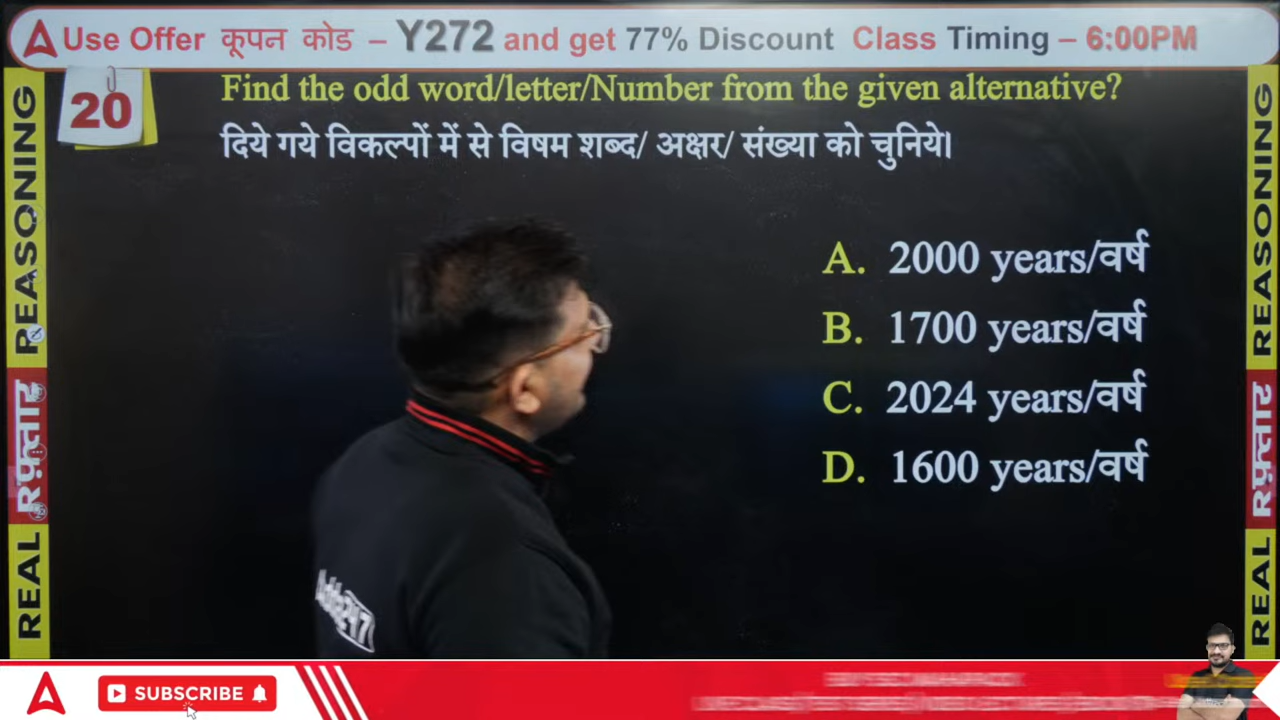 Use Offer कूपन कोड – Y272 and get 77% Discount Class Timing – 6:00PM
20
Find the odd word/letter/Number from the given alternative?
दिये गये विकल्पों में से विषम शब्द/ अक्षर/ संख्या को चुनिये।
A. 2000 years/वर्ष
B. 1700 years/वर्ष
C. 2024 years/वर्ष
D. 1600 years/वर्ष
REAL रफ़्तार REASONING
REAL रफ़्तार REASONING
SUBSCRIBE